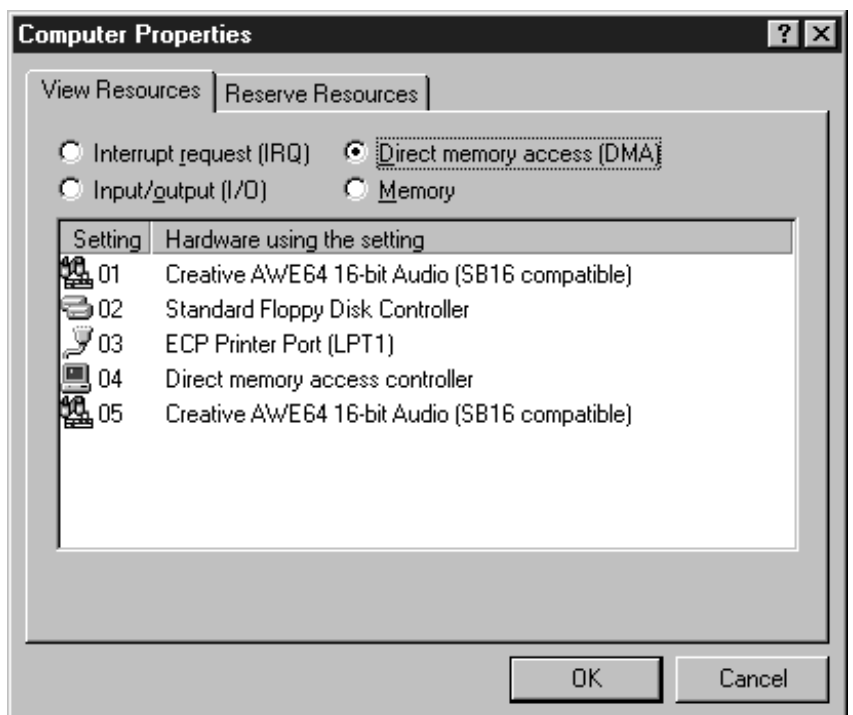 Computer Properties
View Resources
Reserve Resources
Interrupt request (IRQ)
Direct memory access (DMA)
Input/output (I/O)
Memory
Setting
Hardware using the setting
01 Creative AWE64 16-bit Audio (SB16 compatible)
02 Standard Floppy Disk Controller
03 ECP Printer Port (LPT1)
04 Direct memory access controller
05 Creative AWE64 16-bit Audio (SB16 compatible)
OK
Cancel